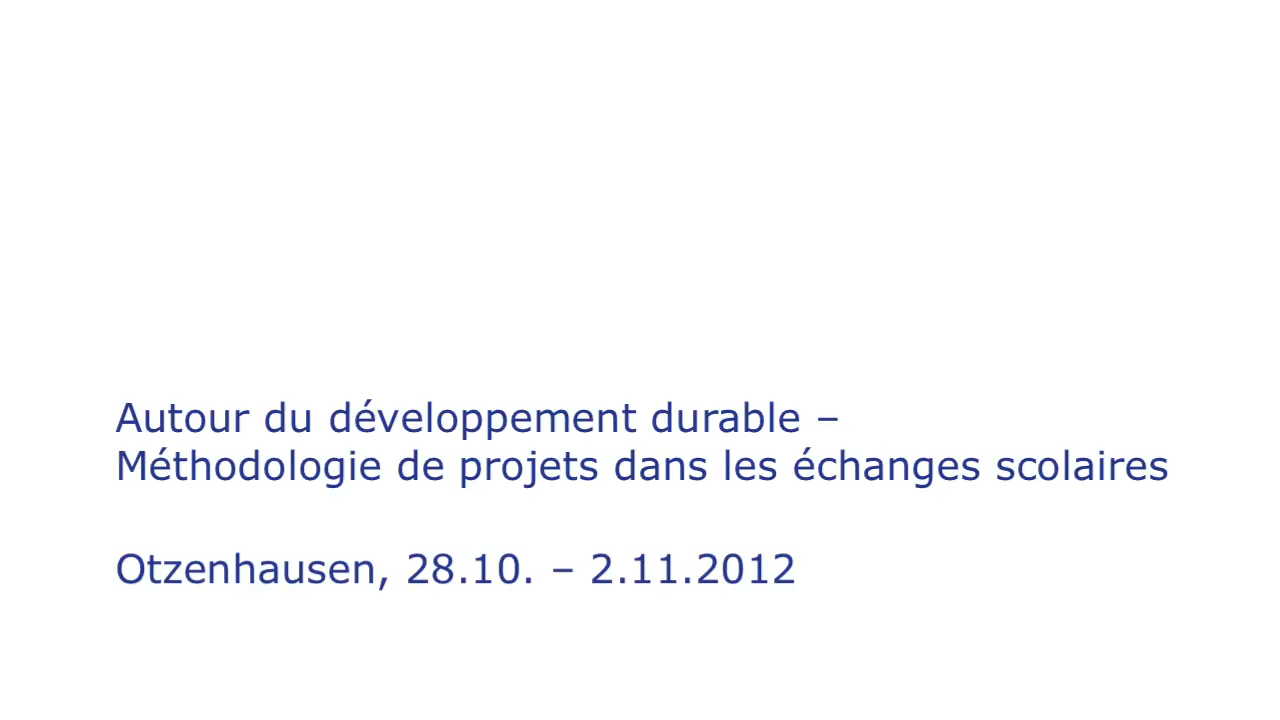 Autour du développement durable –
Méthodologie de projets dans les échanges scolaires
Otzenhausen, 28.10. – 2.11.2012